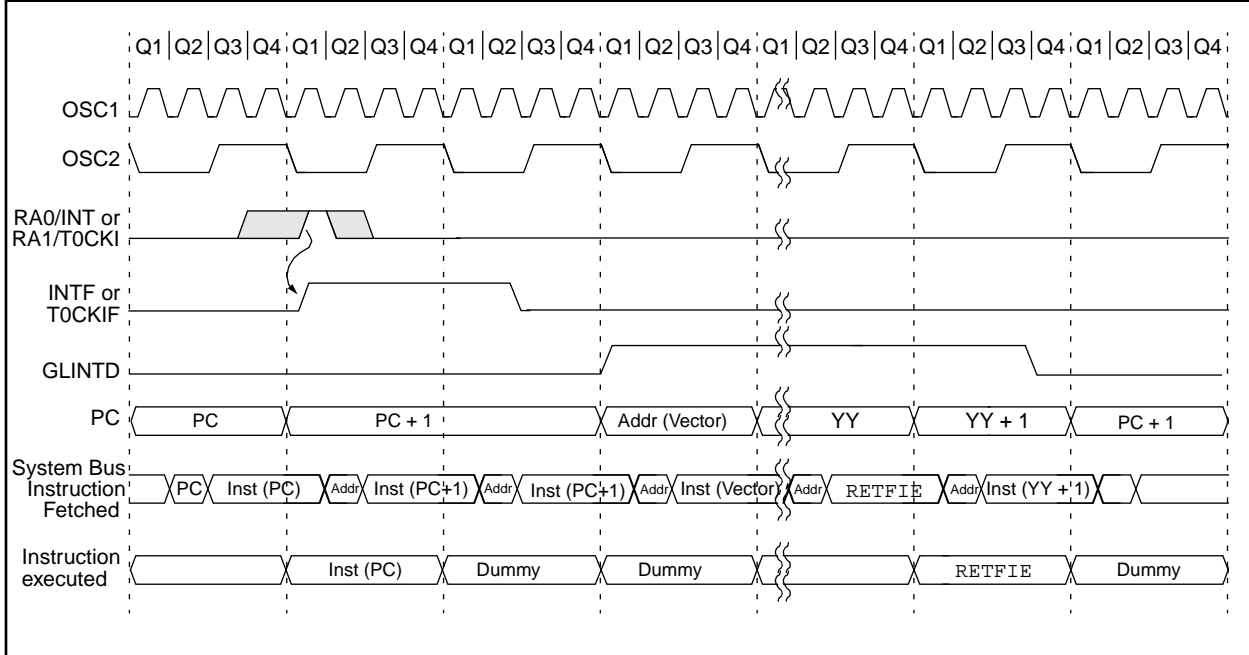 Q1 Q2 Q3 Q4 Q1 Q2 Q3 Q4 Q1 Q2 Q3 Q4 Q1 Q2 Q3 Q4 Q1 Q2 Q3 Q4 Q1 Q2 Q3 Q4 Q1 Q2 Q3 Q4
OSC1
OSC2
RA0/INT or
RA1/T0CKI
INTF or
T0CKIF
GLINTD
PC PC PC + 1 Addr (Vector) YY YY + 1 PC + 1
System Bus
Instruction
Fetched
PC Inst (PC) Addr Inst (PC+1) Addr Inst (PC+1) Addr Inst (Vector) Addr RETFIE Addr Inst (YY + 1)
Instruction
executed
Inst (PC) Dummy Dummy RETFIE Dummy